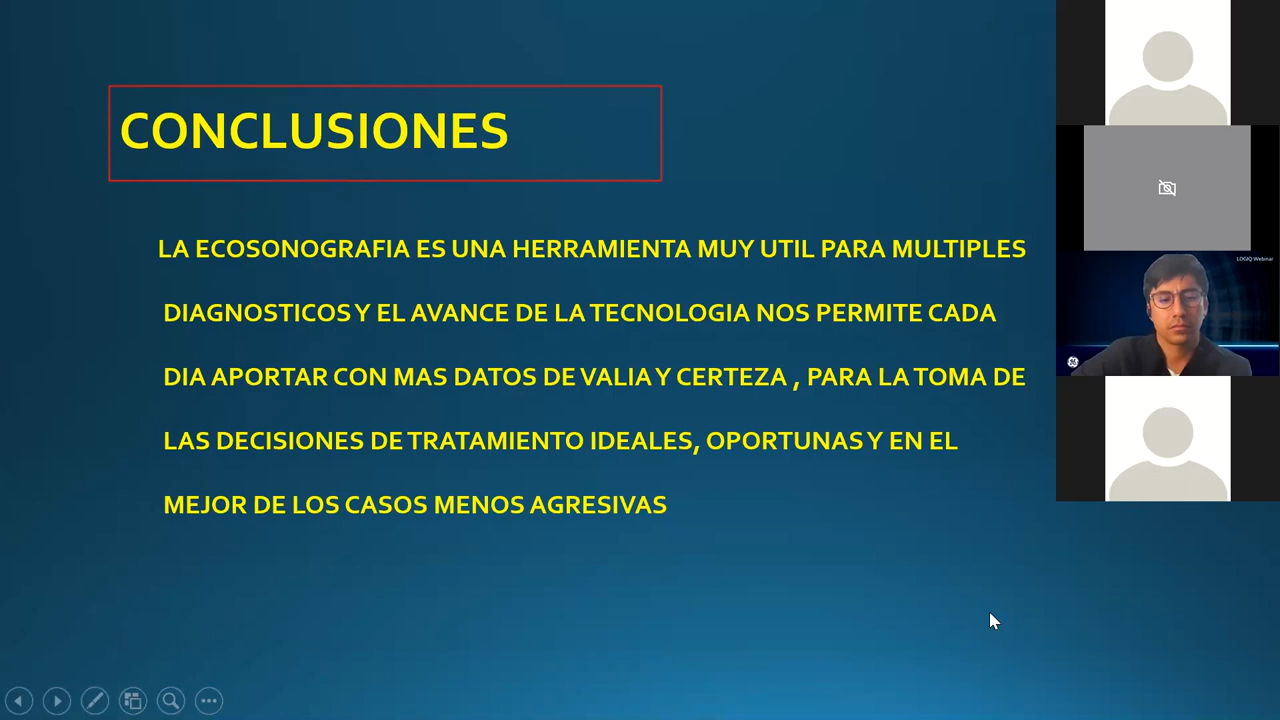 CONCLUSIONES
LA ECOSONOGRAFIA ES UNA HERRAMIENTA MUY UTIL PARA MULTIPLES
DIAGNOSTICOS Y EL AVANCE DE LA TECNOLOGIA NOS PERMITE CADA
DIA APORTAR CON MAS DATOS DE VALIA Y CERTEZA , PARA LA TOMA DE
LAS DECISIONES DE TRATAMIENTO IDEALES, OPORTUNAS Y EN EL
MEJOR DE LOS CASOS MENOS AGRESIVAS
LOGIQ Webinar